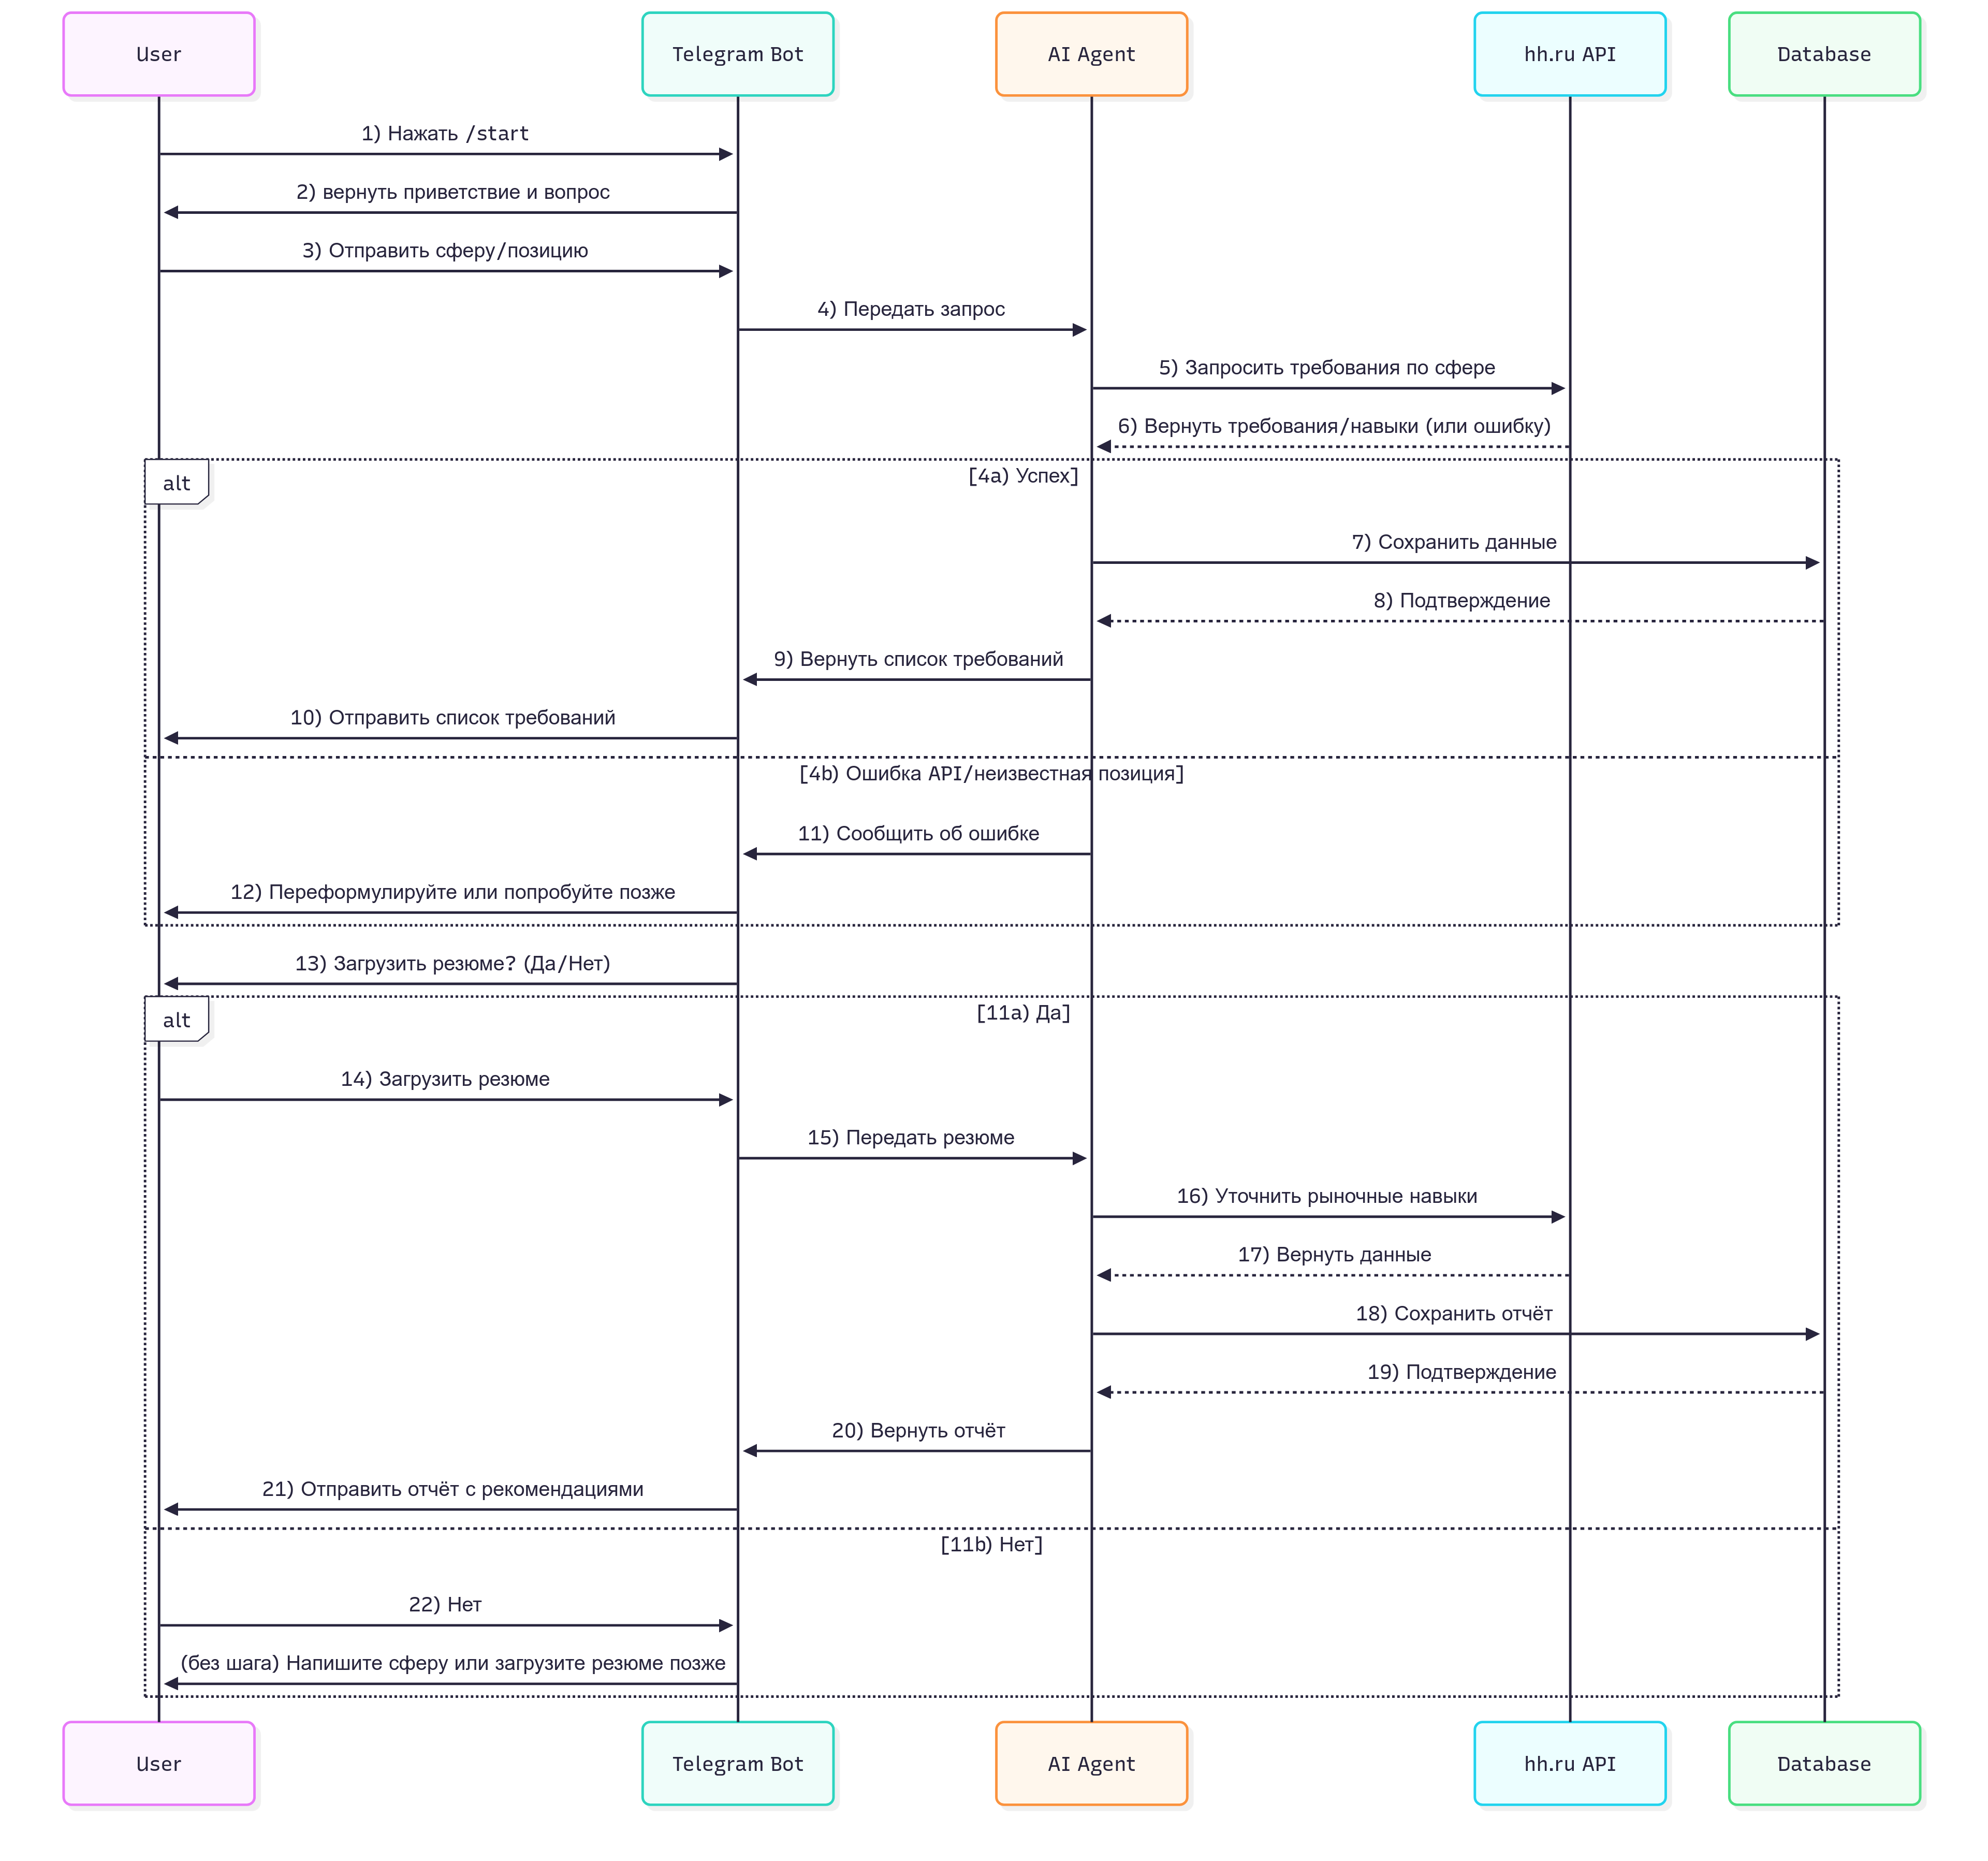 User
Telegram Bot
AI Agent
hh.ru API
Database
1) Нажать /start
2) вернуть приветствие и вопрос
3) Отправить сферу/позицию
4) Передать запрос
5) Запросить требования по сфере
6) Вернуть требования/навыки (или ошибку)
alt
[4a) Успех]
7) Сохранить данные
8) Подтверждение
9) Вернуть список требований
10) Отправить список требований
[4b) Ошибка API/неизвестная позиция]
11) Сообщить об ошибке
12) Переформулируйте или попробуйте позже
13) Загрузить резюме? (Да/Нет)
alt
[11a) Да]
14) Загрузить резюме
15) Передать резюме
16) Уточнить рыночные навыки
17) Вернуть данные
18) Сохранить отчёт
19) Подтверждение
20) Вернуть отчёт
21) Отправить отчёт с рекомендациями
[11b) Нет]
22) Нет
(без шага) Напишите сферу или загрузите резюме позже
User
Telegram Bot
AI Agent
hh.ru API
Database